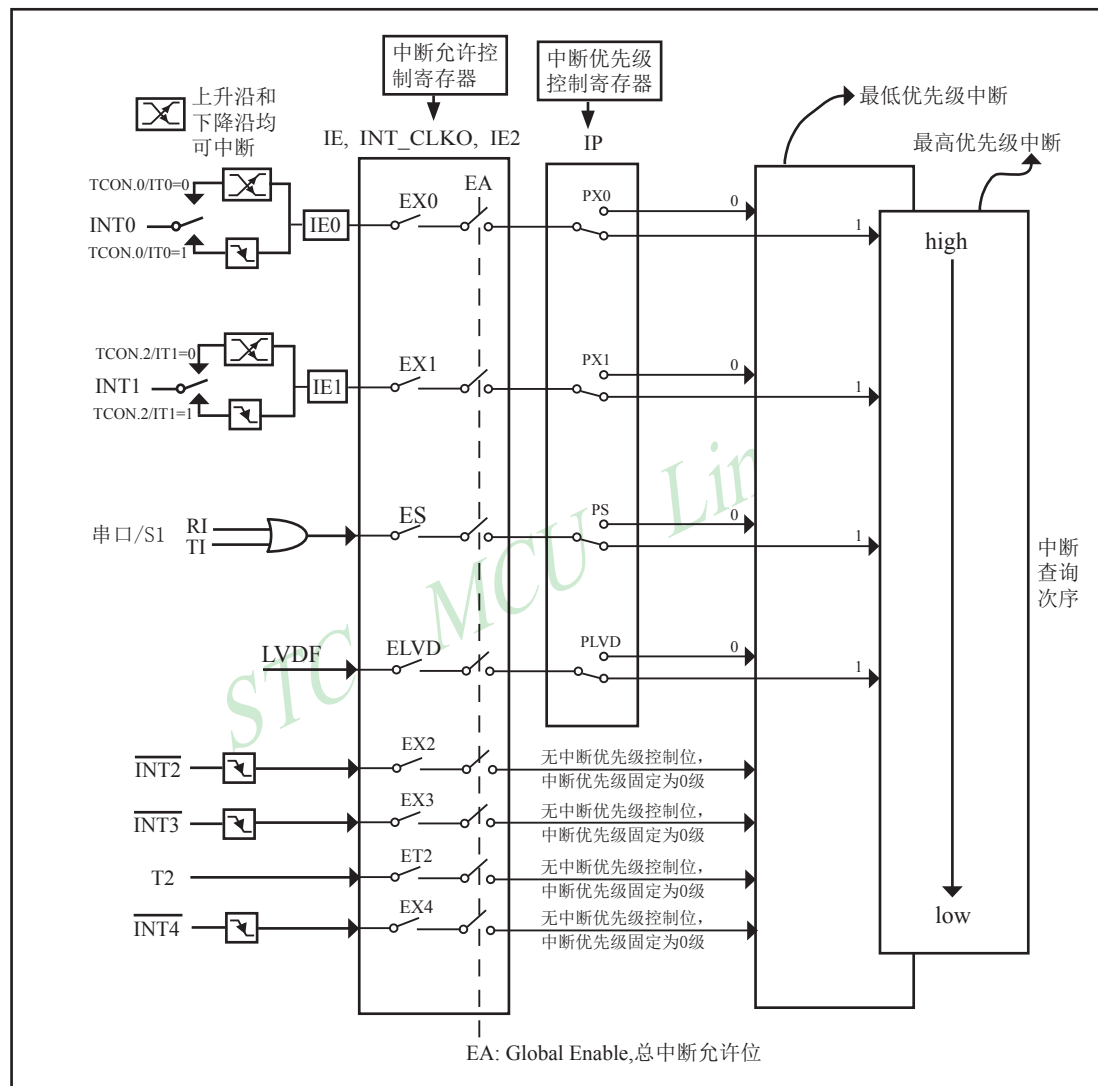 中断允许控
制寄存器
中断优先级
控制寄存器
上升沿和
下降沿均
可中断
IE, INT_CLKO, IE2
IP
最低优先级中断
最高优先级中断
TCON.0/IT0=0
INT0
TCON.0/IT0=1
IE0
EX0
EA
PX0
0
1
high
TCON.2/IT1=0
INT1
TCON.2/IT1=1
IE1
EX1
PX1
0
1
串口/S1
RI
TI
ES
PS
0
1
中断
查询
次序
LVDF
ELVD
PLVD
0
1
INT2
EX2
无中断优先级控制位,
中断优先级固定为0级
INT3
EX3
无中断优先级控制位,
中断优先级固定为0级
T2
ET2
无中断优先级控制位,
中断优先级固定为0级
INT4
EX4
无中断优先级控制位,
中断优先级固定为0级
low
EA: Global Enable,总中断允许位
STC MCU Lim